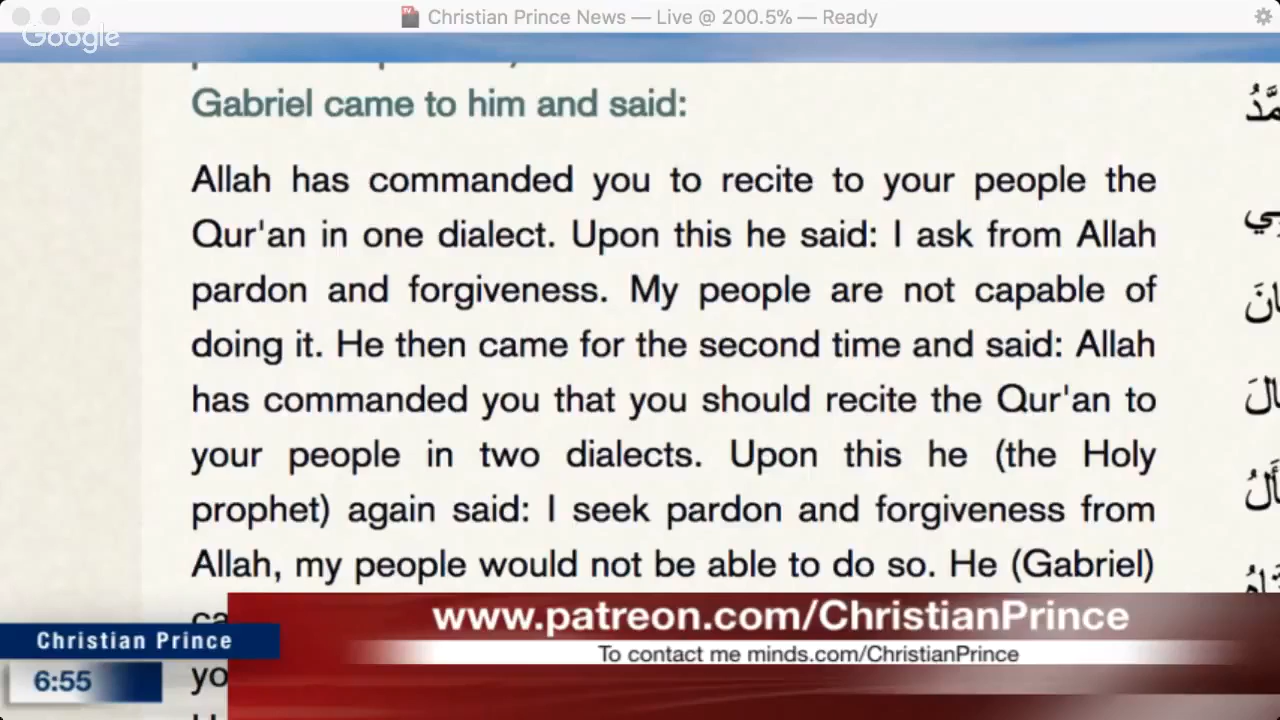 Christian Prince News — Live @ 200.5% — Ready
Google
Gabriel came to him and said:
Allah has commanded you to recite to your people the
Qur'an in one dialect. Upon this he said: I ask from Allah
pardon and forgiveness. My people are not capable of
doing it. He then came for the second time and said: Allah
has commanded you that you should recite the Qur'an to
your people in two dialects. Upon this he (the Holy
prophet) again said: I seek pardon and forgiveness from
Allah, my people would not be able to do so. He (Gabriel)
www.patreon.com/ChristianPrince
To contact me minds.com/ChristianPrince
Christian Prince
6:55